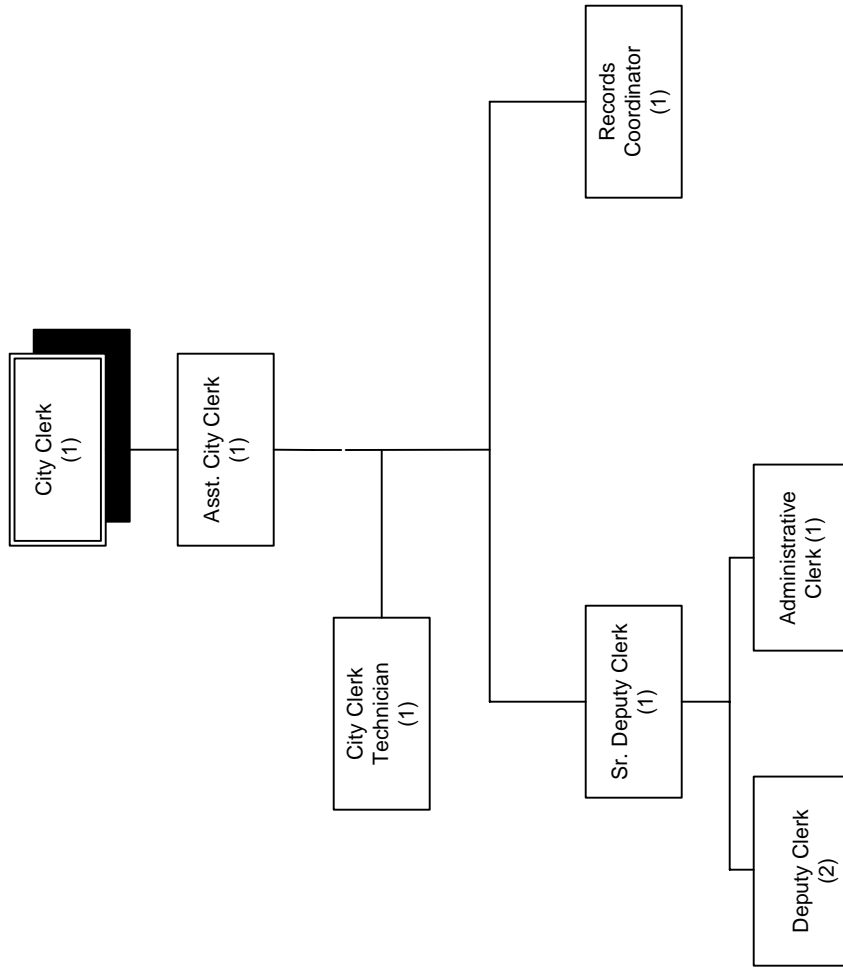 City Clerk
(1)
Asst. City Clerk
(1)
City Clerk
Technician
(1)
Sr. Deputy Clerk
(1)
Records
Coordinator
(1)
Deputy Clerk
(2)
Administrative
Clerk (1)